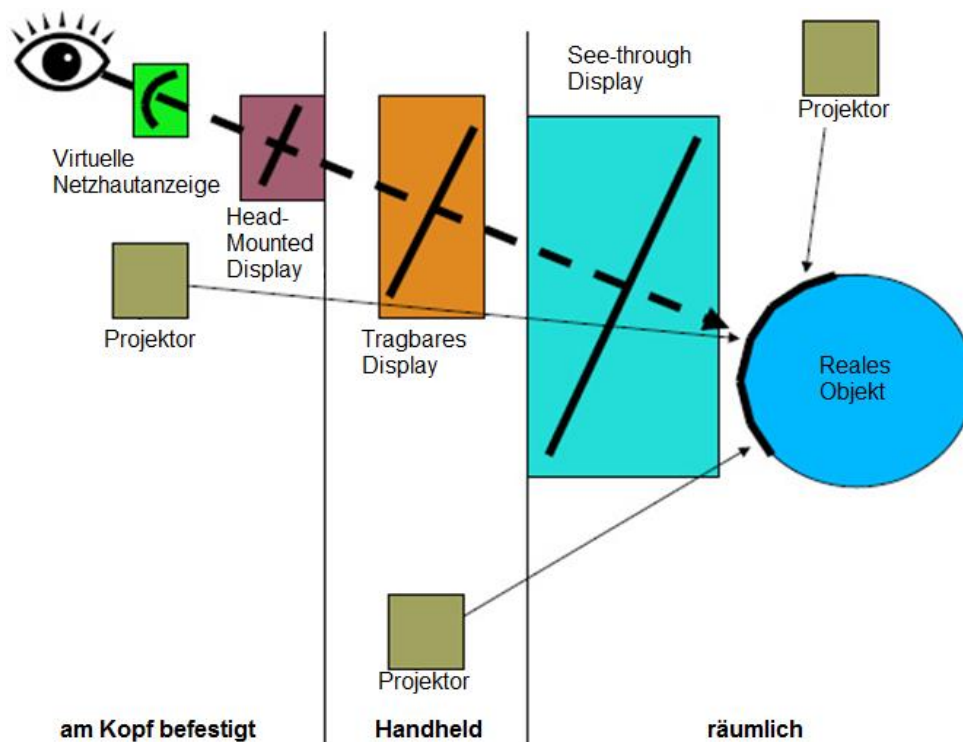 See-through
Display
Projektor
Virtuelle
Netzhautanzeige
Head-
Mounted
Display
Projektor
Tragbares
Display
Reales
Objekt
Projektor
am Kopf befestigt
Handheld
räumlich